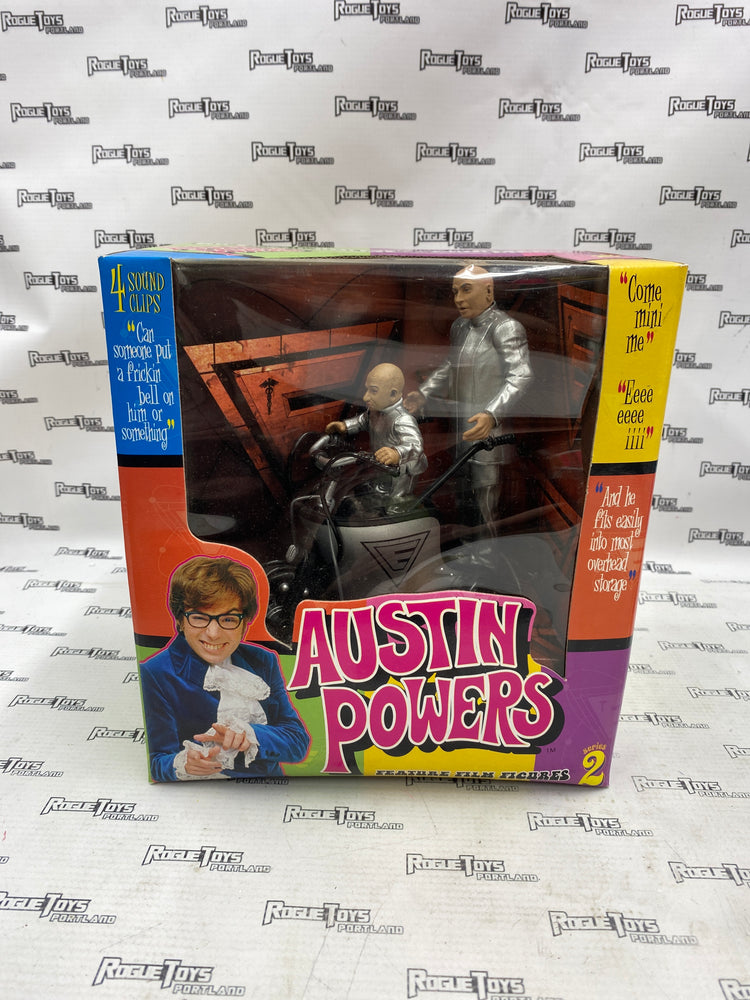 4 SOUND
CLIPS
"Can
someone put
a frickin
bell on
him or
something"
"Come
mini
me"
"Eeee
eeee
iiii"
"And he
fits easily
into most
overhead
storage"
E
AUSTIN
POWERS
TM
FEATURE FILM FIGURES
series
2
ROGUE TOYS
PORTLAND